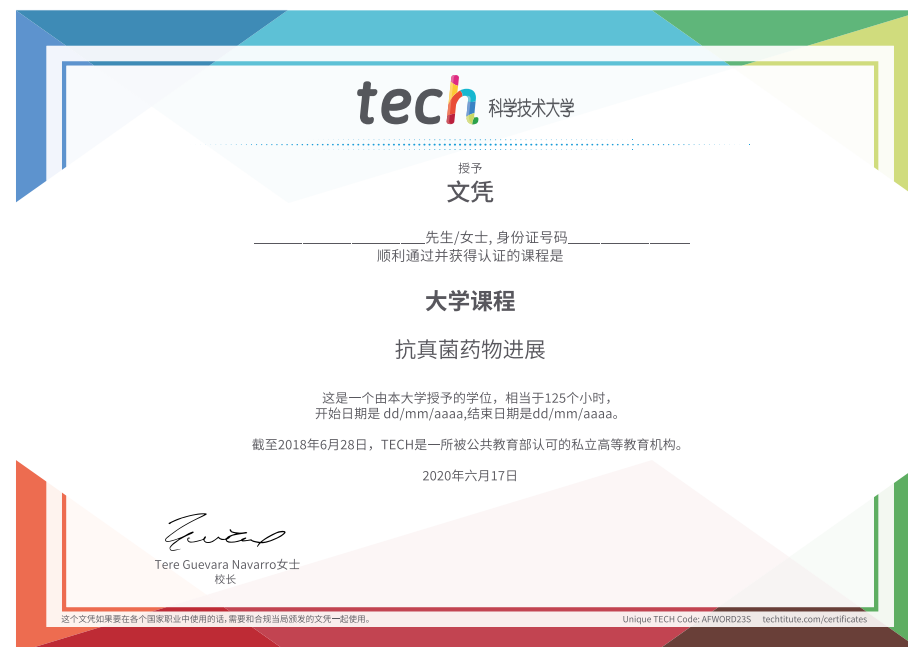 tech 科学技术大学
授予
文凭
____________________先生/女士, 身份证号码______________
顺利通过并获得认证的课程是
大学课程
抗真菌药物进展
这是一个由本大学授予的学位，相当于125个小时，
开始日期是 dd/mm/aaaa,结束日期是dd/mm/aaaa。
截至2018年6月28日，TECH是一所被公共教育部认可的私立高等教育机构。
2020年六月17日
Tere Guevara Navarro女士
校长
这个文凭如果要在各个国家职业中使用的话, 需要和合规当局颁发的文凭一起使用。
Unique TECH Code: AFWORD23S techtitute.com/certificates